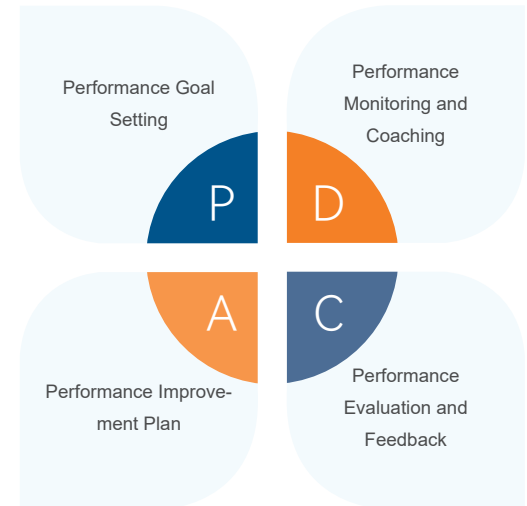 Performance Goal
Setting
P
Performance
Monitoring and
Coaching
D
A
Performance Improve-
ment Plan
C
Performance
Evaluation and
Feedback